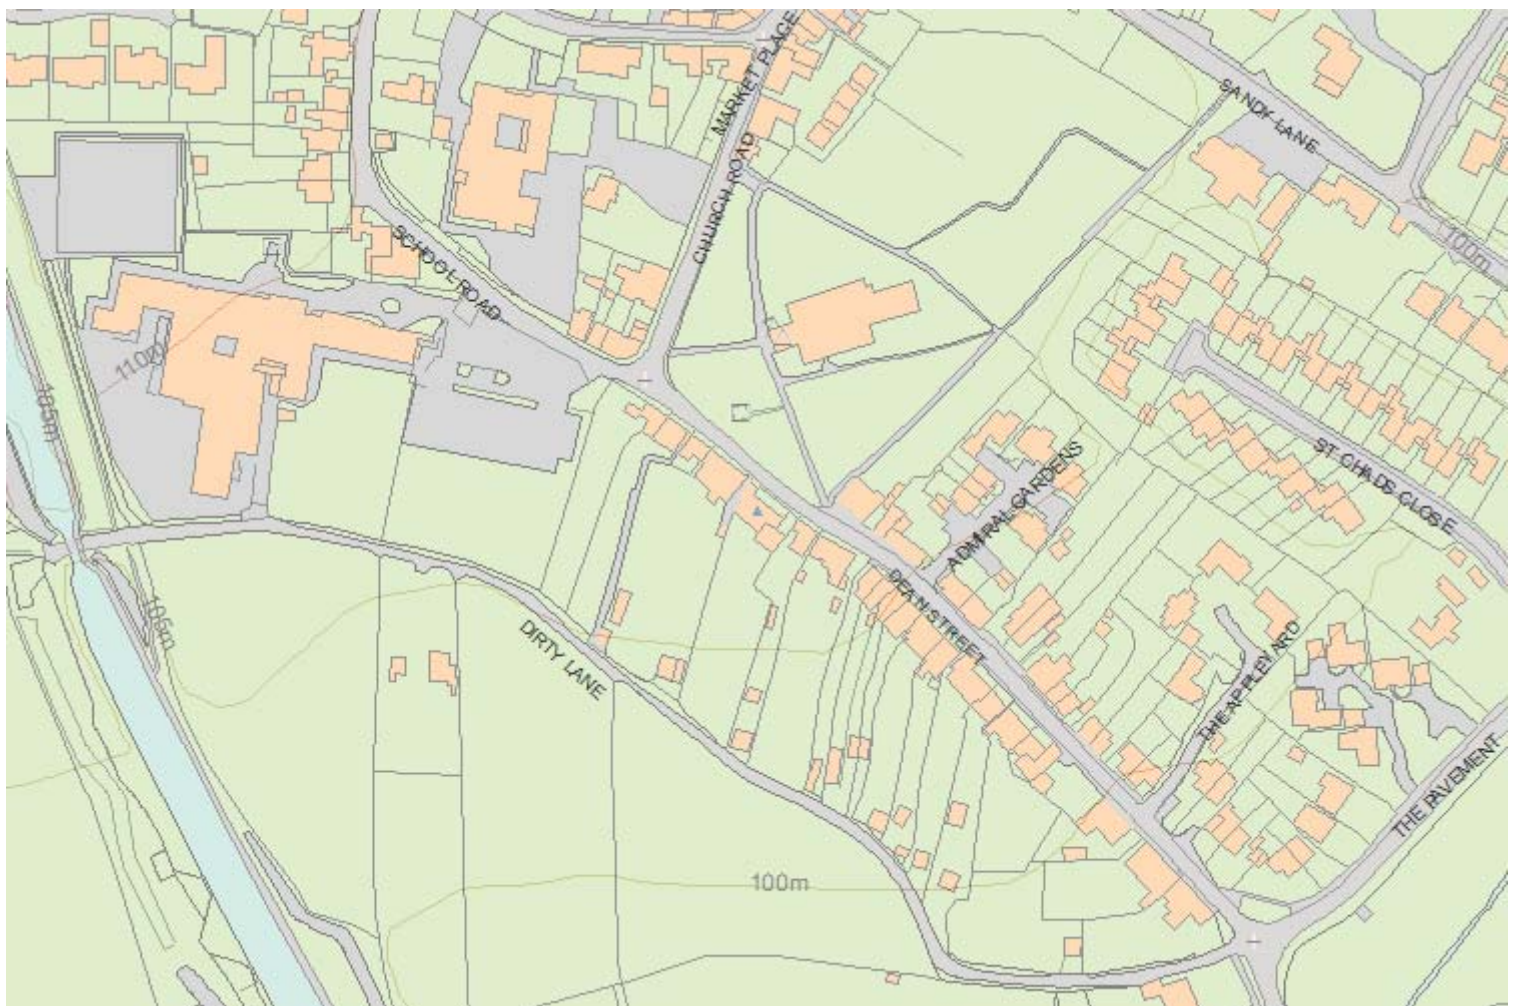 MARKET PLACE
SANDY LANE
CHURCH ROAD
SCHOOL ROAD
100m
110m
105m
ST CHADS CLOSE
ADMIRAL GARDENS
DEAN STREET
105m
DIRTY LANE
THE APPLEYARD
THE PAVEMENT
100m